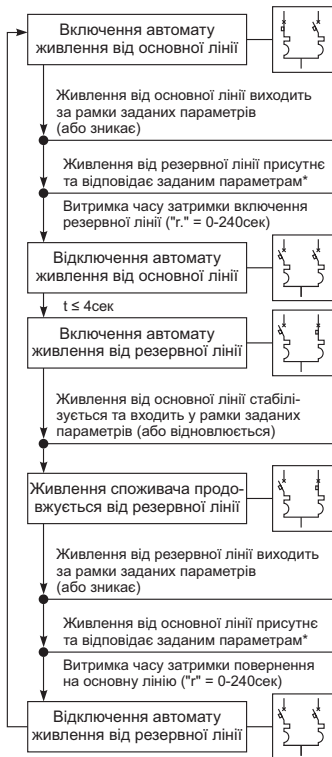 Включення автомату
живлення від основної лінії
Живлення від основної лінії виходить
за рамки заданих параметрів
(або зникає)
Живлення від резервної лінії присутнє
та відповідає заданим параметрам*
Витримка часу затримки включення
резервної лінії ("r." = 0-240сек)
Відключення автомату
живлення від основної лінії
t ≤ 4сек
Включення автомату
живлення від резервної лінії
Живлення від основної лінії стабілі-
зується та входить у рамки заданих
параметрів (або відновлюється)
Живлення споживача продо-
вжується від резервної лінії
Живлення від резервної лінії виходить
за рамки заданих параметрів
(або зникає)
Живлення від основної лінії присутнє
та відповідає заданим параметрам*
Витримка часу затримки повернення
на основну лінію ("r" = 0-240сек)
Відключення автомату
живлення від резервної лінії